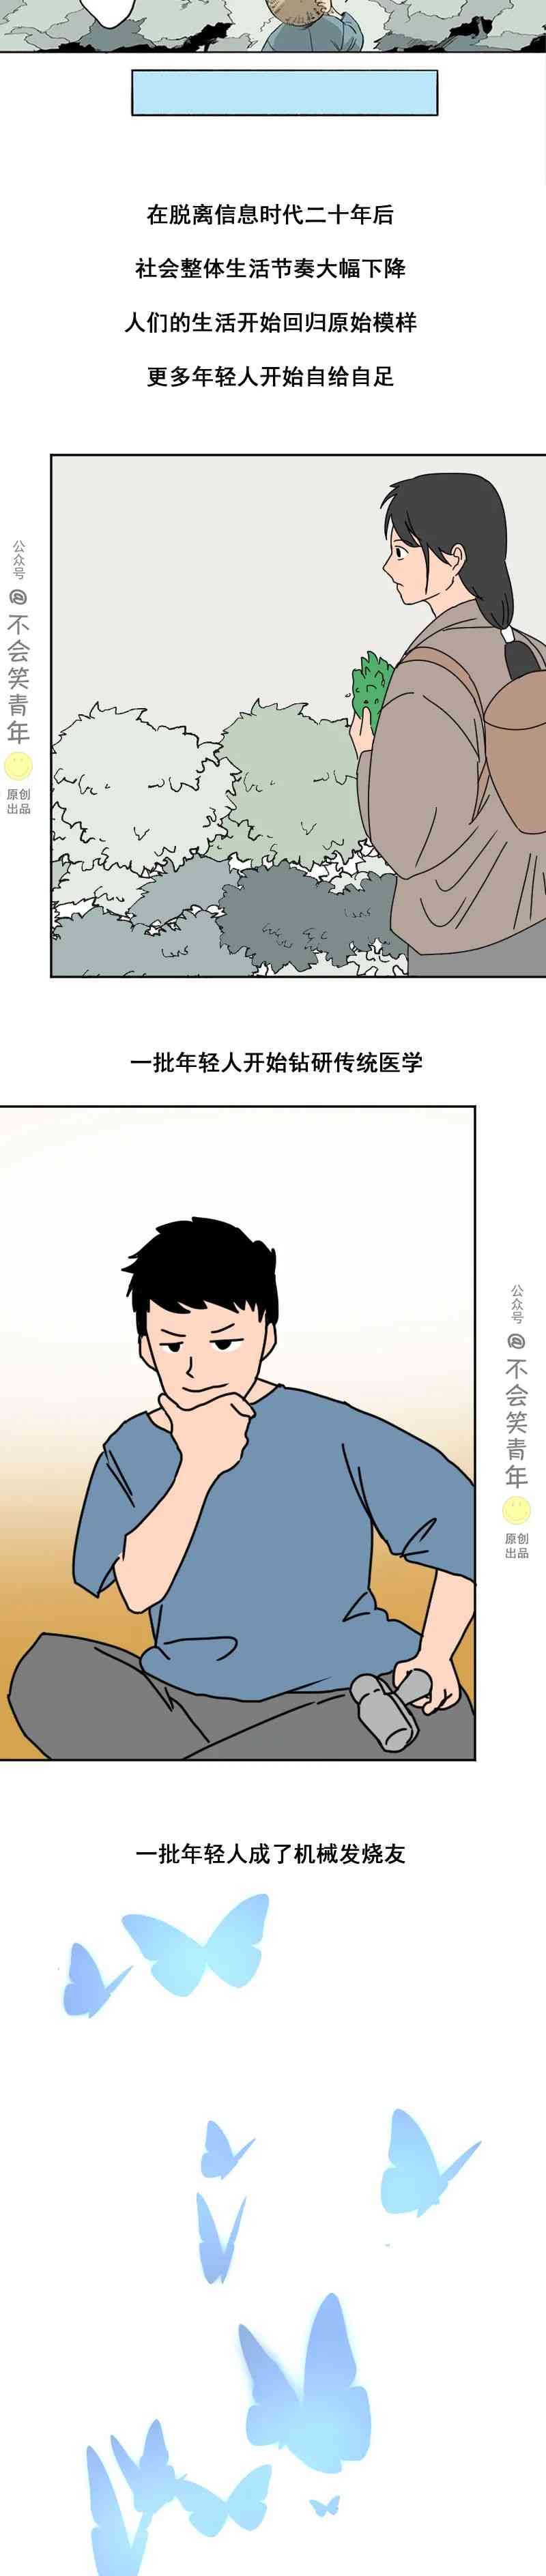 在脱离信息时代二十年后
社会整体生活节奏大幅下降
人们的生活开始回归原始模样
更多年轻人开始自给自足
公众号
@不会笑青年
原创
出品
一批年轻人开始钻研传统医学
公众号
@不会笑青年
原创
出品
一批年轻人成了机械发烧友